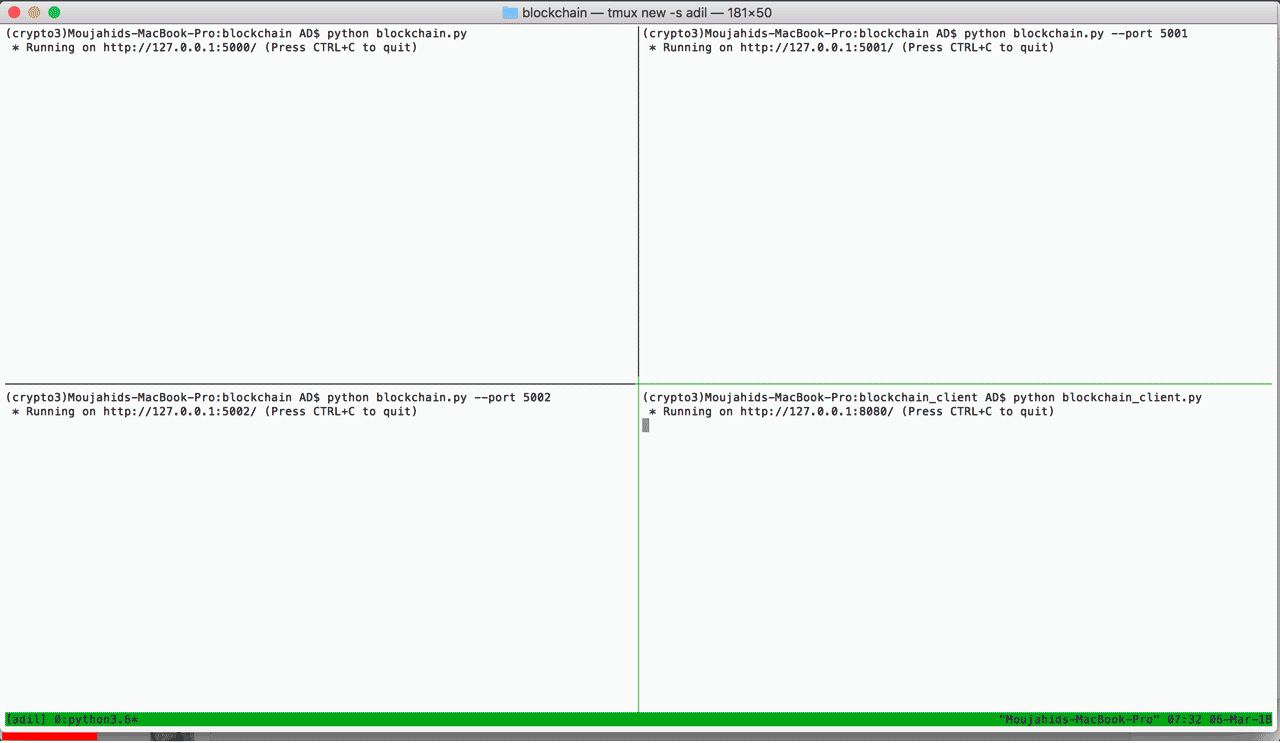 blockchain — tmux new -s adil — 181×50
(crypto3)Moujahids-MacBook-Pro:blockchain AD$ python blockchain.py
 * Running on http://127.0.0.1:5000/ (Press CTRL+C to quit)
(crypto3)Moujahids-MacBook-Pro:blockchain AD$ python blockchain.py --port 5001
 * Running on http://127.0.0.1:5001/ (Press CTRL+C to quit)
(crypto3)Moujahids-MacBook-Pro:blockchain AD$ python blockchain.py --port 5002
 * Running on http://127.0.0.1:5002/ (Press CTRL+C to quit)
(crypto3)Moujahids-MacBook-Pro:blockchain_client AD$ python blockchain_client.py
 * Running on http://127.0.0.1:8080/ (Press CTRL+C to quit)
[adil] 0:python3.6* "Moujahids-MacBook-Pro" 07:32 06-Mar-18